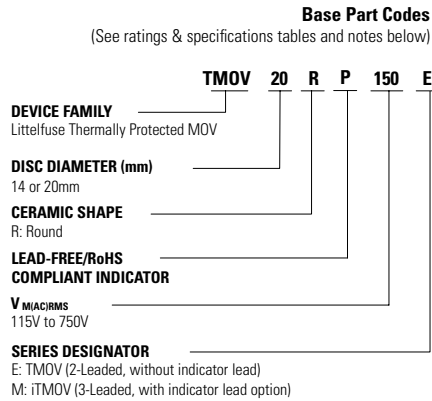 Base Part Codes
(See ratings & specifications tables and notes below)
TMOV 20 R P 150 E
DEVICE FAMILY
Littelfuse Thermally Protected MOV
DISC DIAMETER (mm)
14 or 20mm
CERAMIC SHAPE
R: Round
LEAD-FREE/RoHS
COMPLIANT INDICATOR
V M(AC)RMS
115V to 750V
SERIES DESIGNATOR
E: TMOV (2-Leaded, without indicator lead)
M: iTMOV (3-Leaded, with indicator lead option)